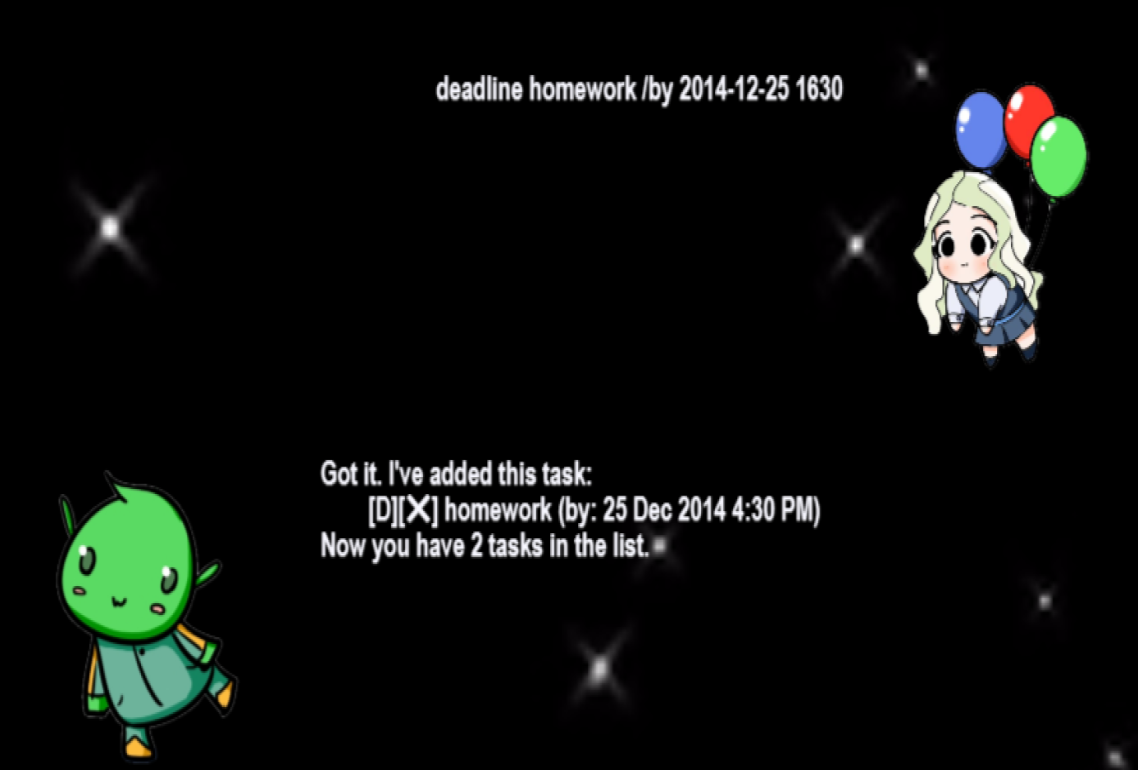 deadline homework /by 2014-12-25 1630
Got it. I've added this task:
[D][✕] homework (by: 25 Dec 2014 4:30 PM)
Now you have 2 tasks in the list.